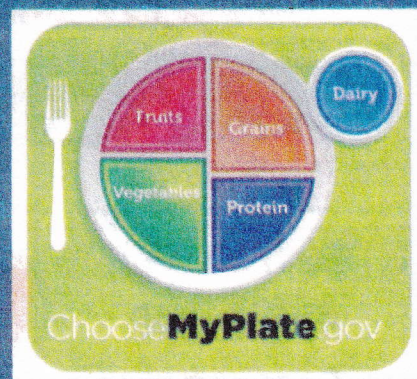 Dairy
Fruits
Grains
Vegetables
Protein
ChooseMyPlate.gov